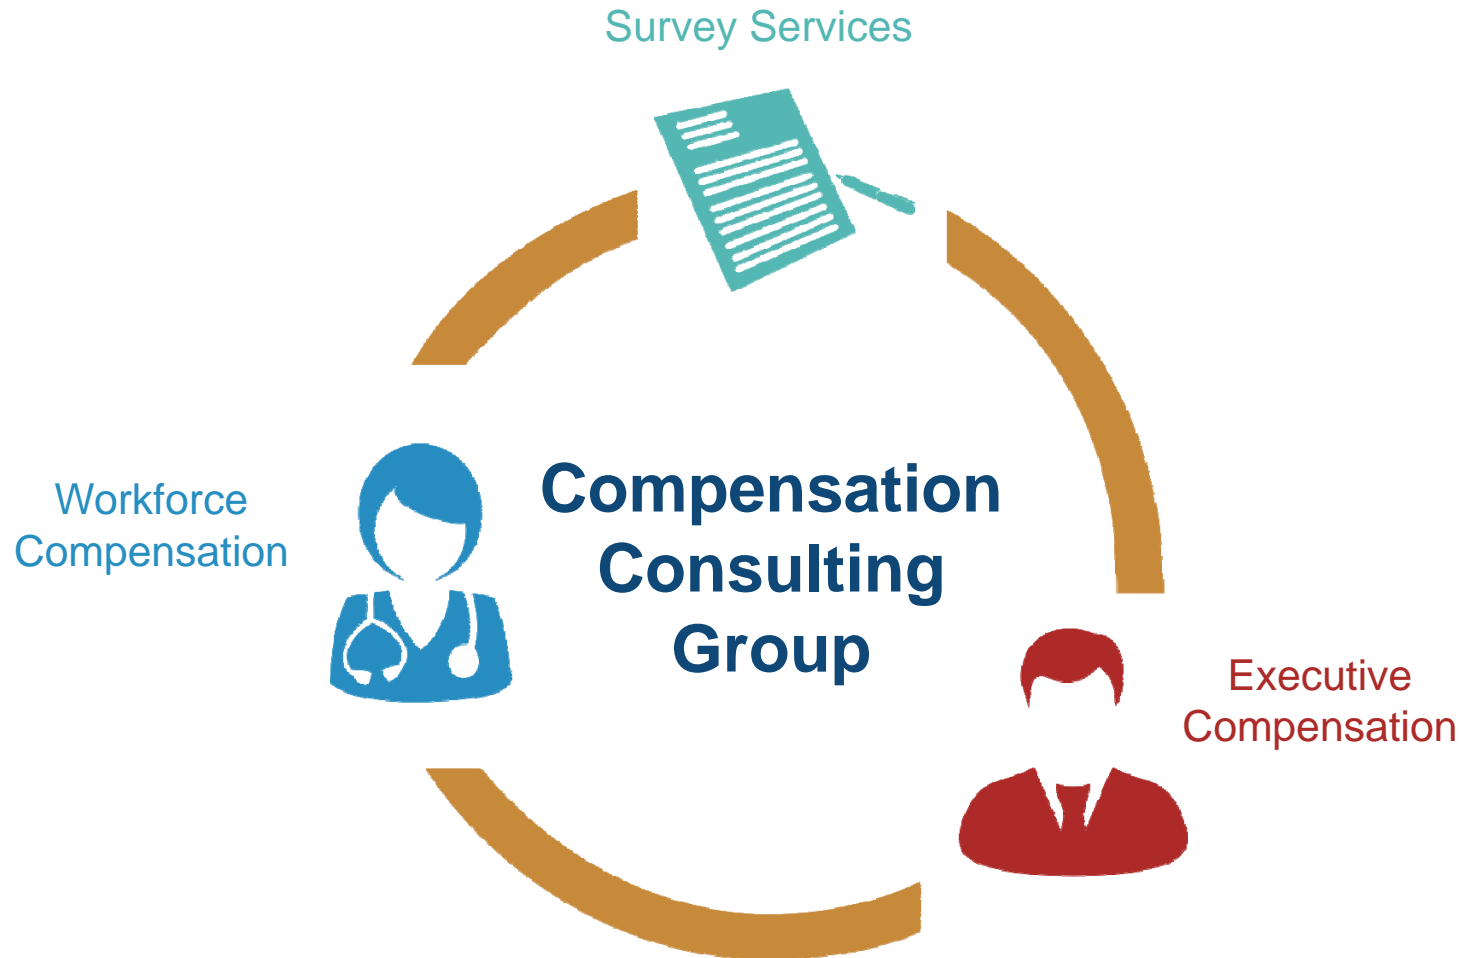 Survey Services
Workforce
Compensation
Compensation
Consulting
Group
Executive
Compensation